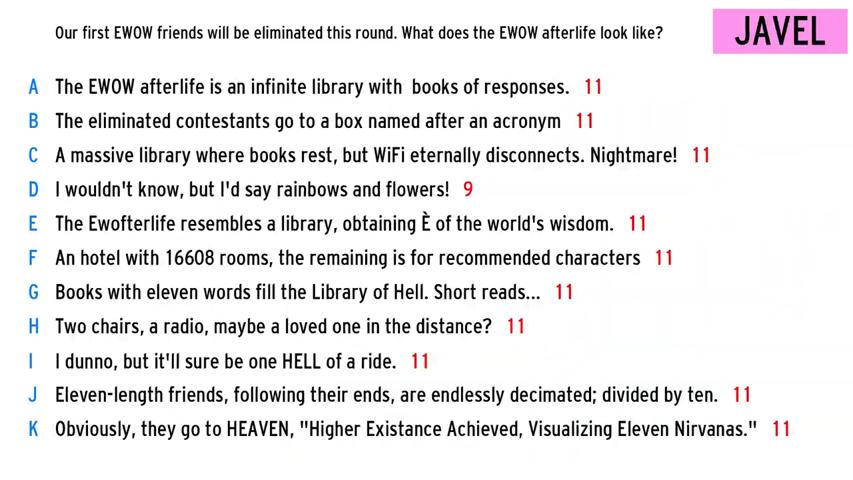 Our first EWOW friends will be eliminated this round. What does the EWOW afterlife look like?
JAVEL
A The EWOW afterlife is an infinite library with books of responses. 11
B The eliminated contestants go to a box named after an acronym 11
C A massive library where books rest, but WiFi eternally disconnects. Nightmare! 11
D I wouldn't know, but I'd say rainbows and flowers! 9
E The Ewofterlife resembles a library, obtaining È of the world's wisdom. 11
F An hotel with 16608 rooms, the remaining is for recommended characters 11
G Books with eleven words fill the Library of Hell. Short reads... 11
H Two chairs, a radio, maybe a loved one in the distance? 11
I I dunno, but it'll sure be one HELL of a ride. 11
J Eleven-length friends, following their ends, are endlessly decimated; divided by ten. 11
K Obviously, they go to HEAVEN, "Higher Existance Achieved, Visualizing Eleven Nirvanas." 11